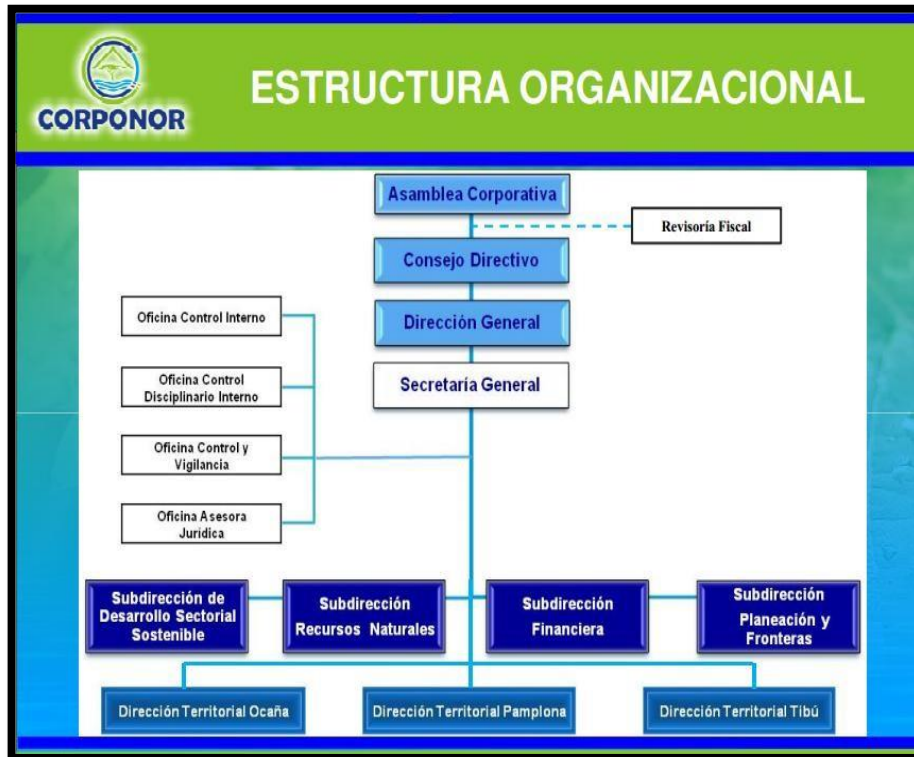 CORPONOR
ESTRUCTURA ORGANIZACIONAL
Asamblea Corporativa
Revisoría Fiscal
Consejo Directivo
Dirección General
Secretaría General
Oficina Control Interno
Oficina Control
Disciplinario Interno
Oficina Control y
Vigilancia
Oficina Asesora
Jurídica
Subdirección de
Desarrollo Sectorial
Sostenible
Subdirección
Recursos Naturales
Subdirección
Financiera
Subdirección
Planeación y
Fronteras
Dirección Territorial Ocaña
Dirección Territorial Pamplona
Dirección Territorial Tibú